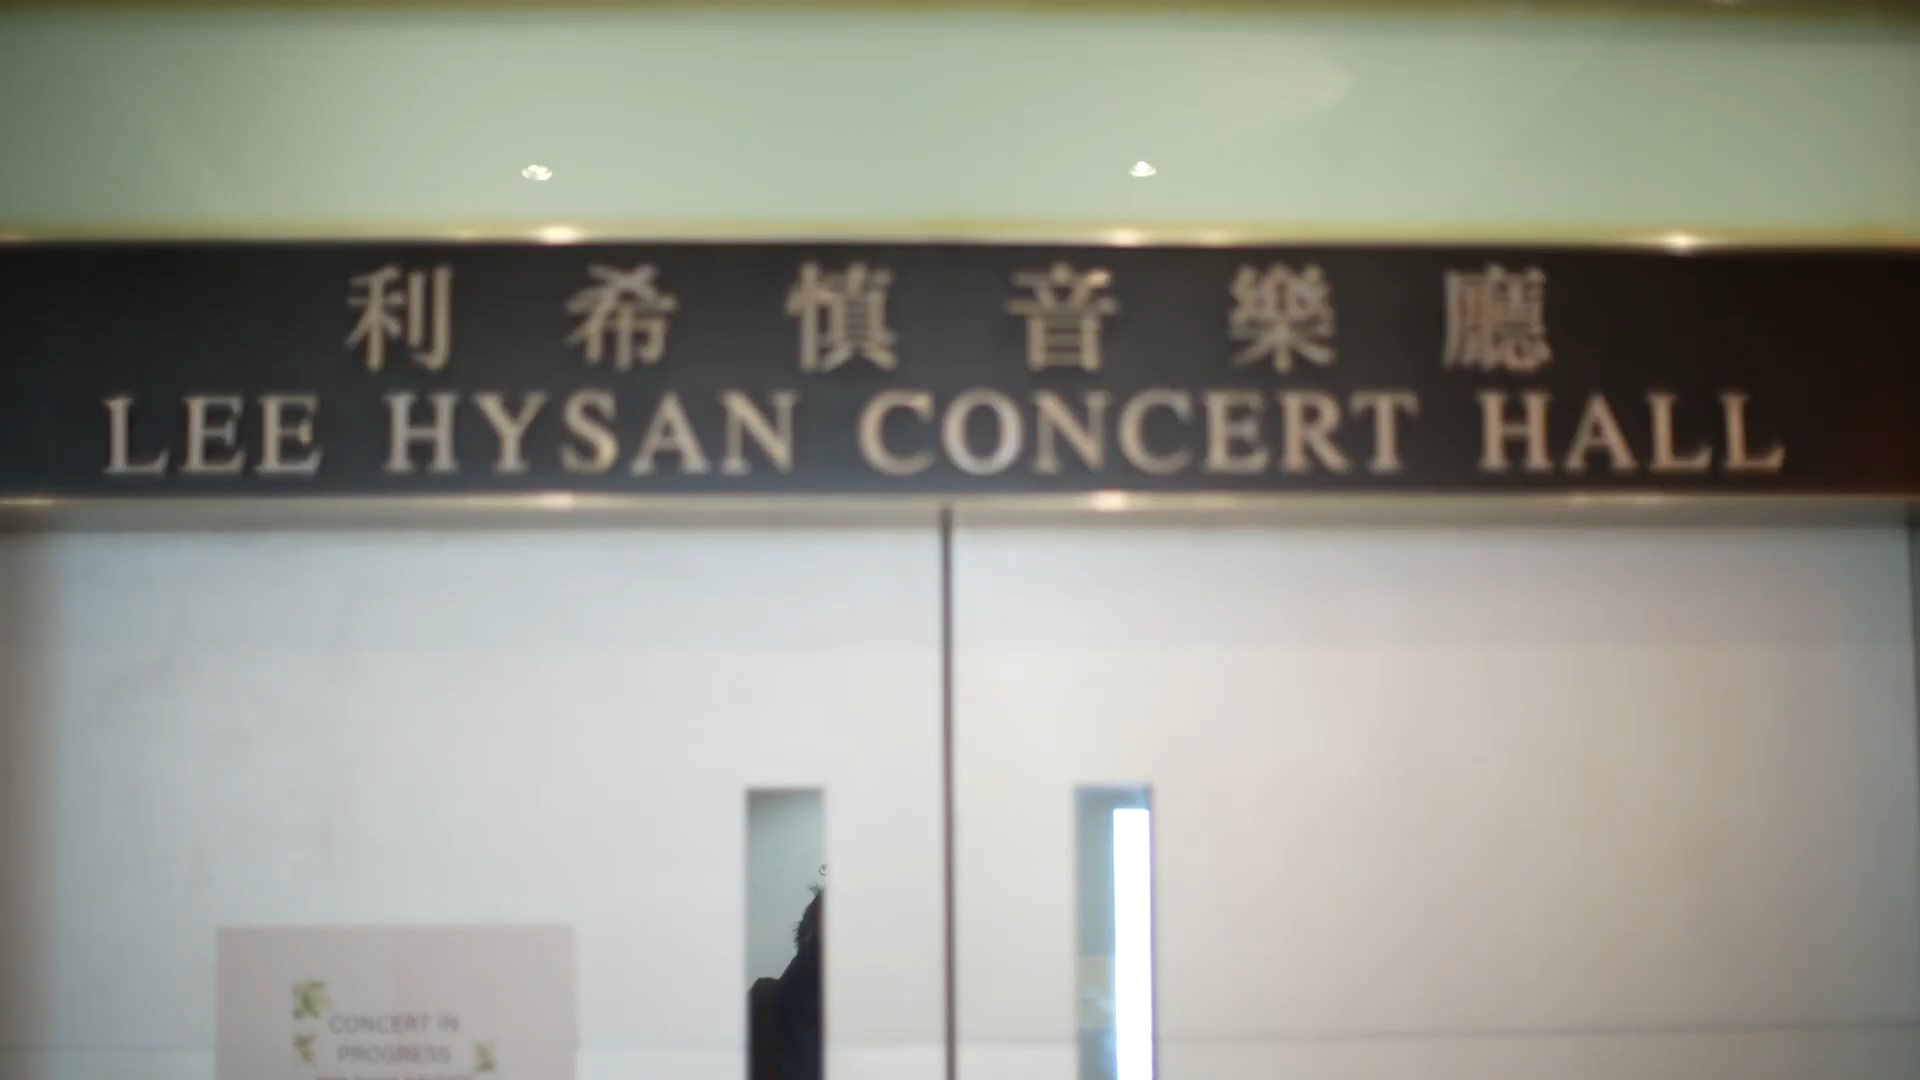 利希慎音樂廳
LEE HYSAN CONCERT HALL
CONCERT IN
PROGRESS